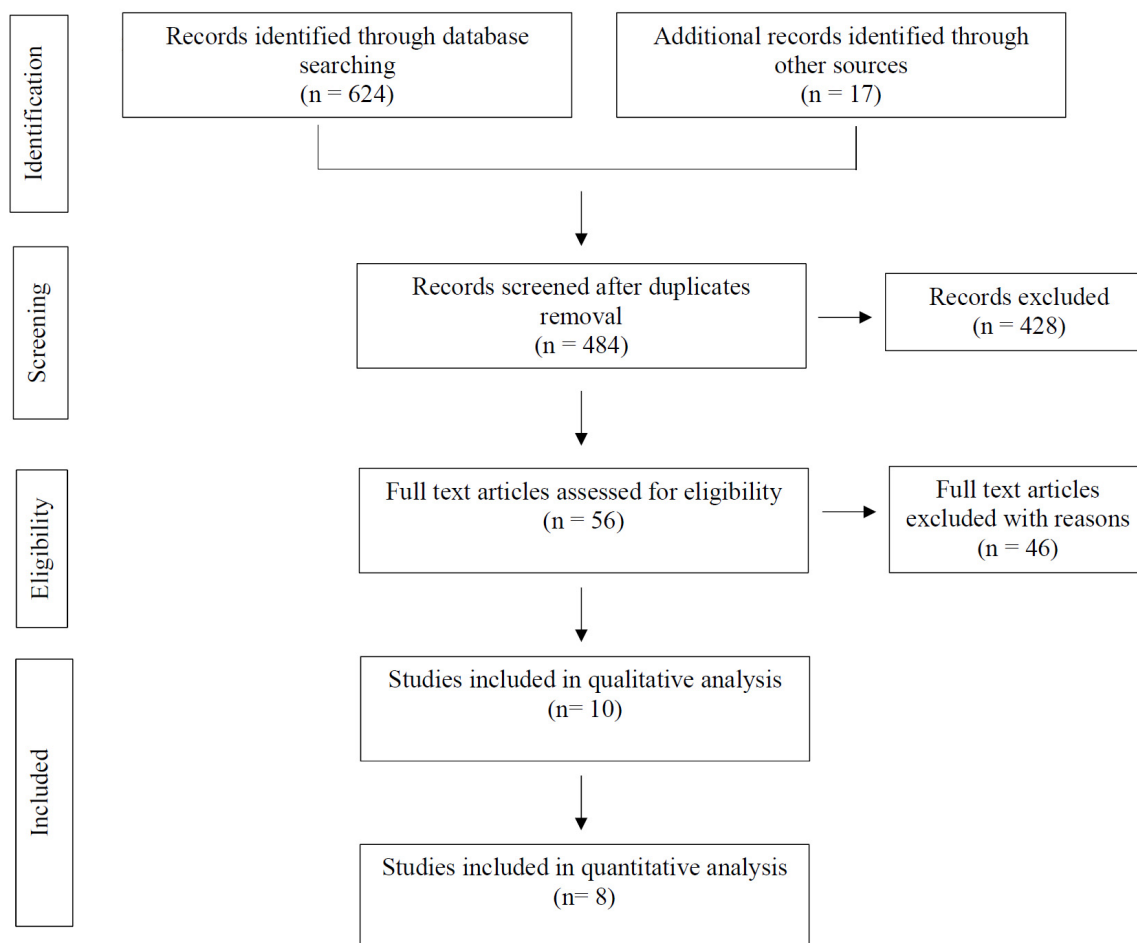 Identification
Records identified through database
searching
(n = 624)
Additional records identified through
other sources
(n = 17)
Screening
Records screened after duplicates
removal
(n = 484)
Records excluded
(n = 428)
Eligibility
Full text articles assessed for eligibility
(n = 56)
Full text articles
excluded with reasons
(n = 46)
Included
Studies included in qualitative analysis
(n= 10)
Studies included in quantitative analysis
(n= 8)